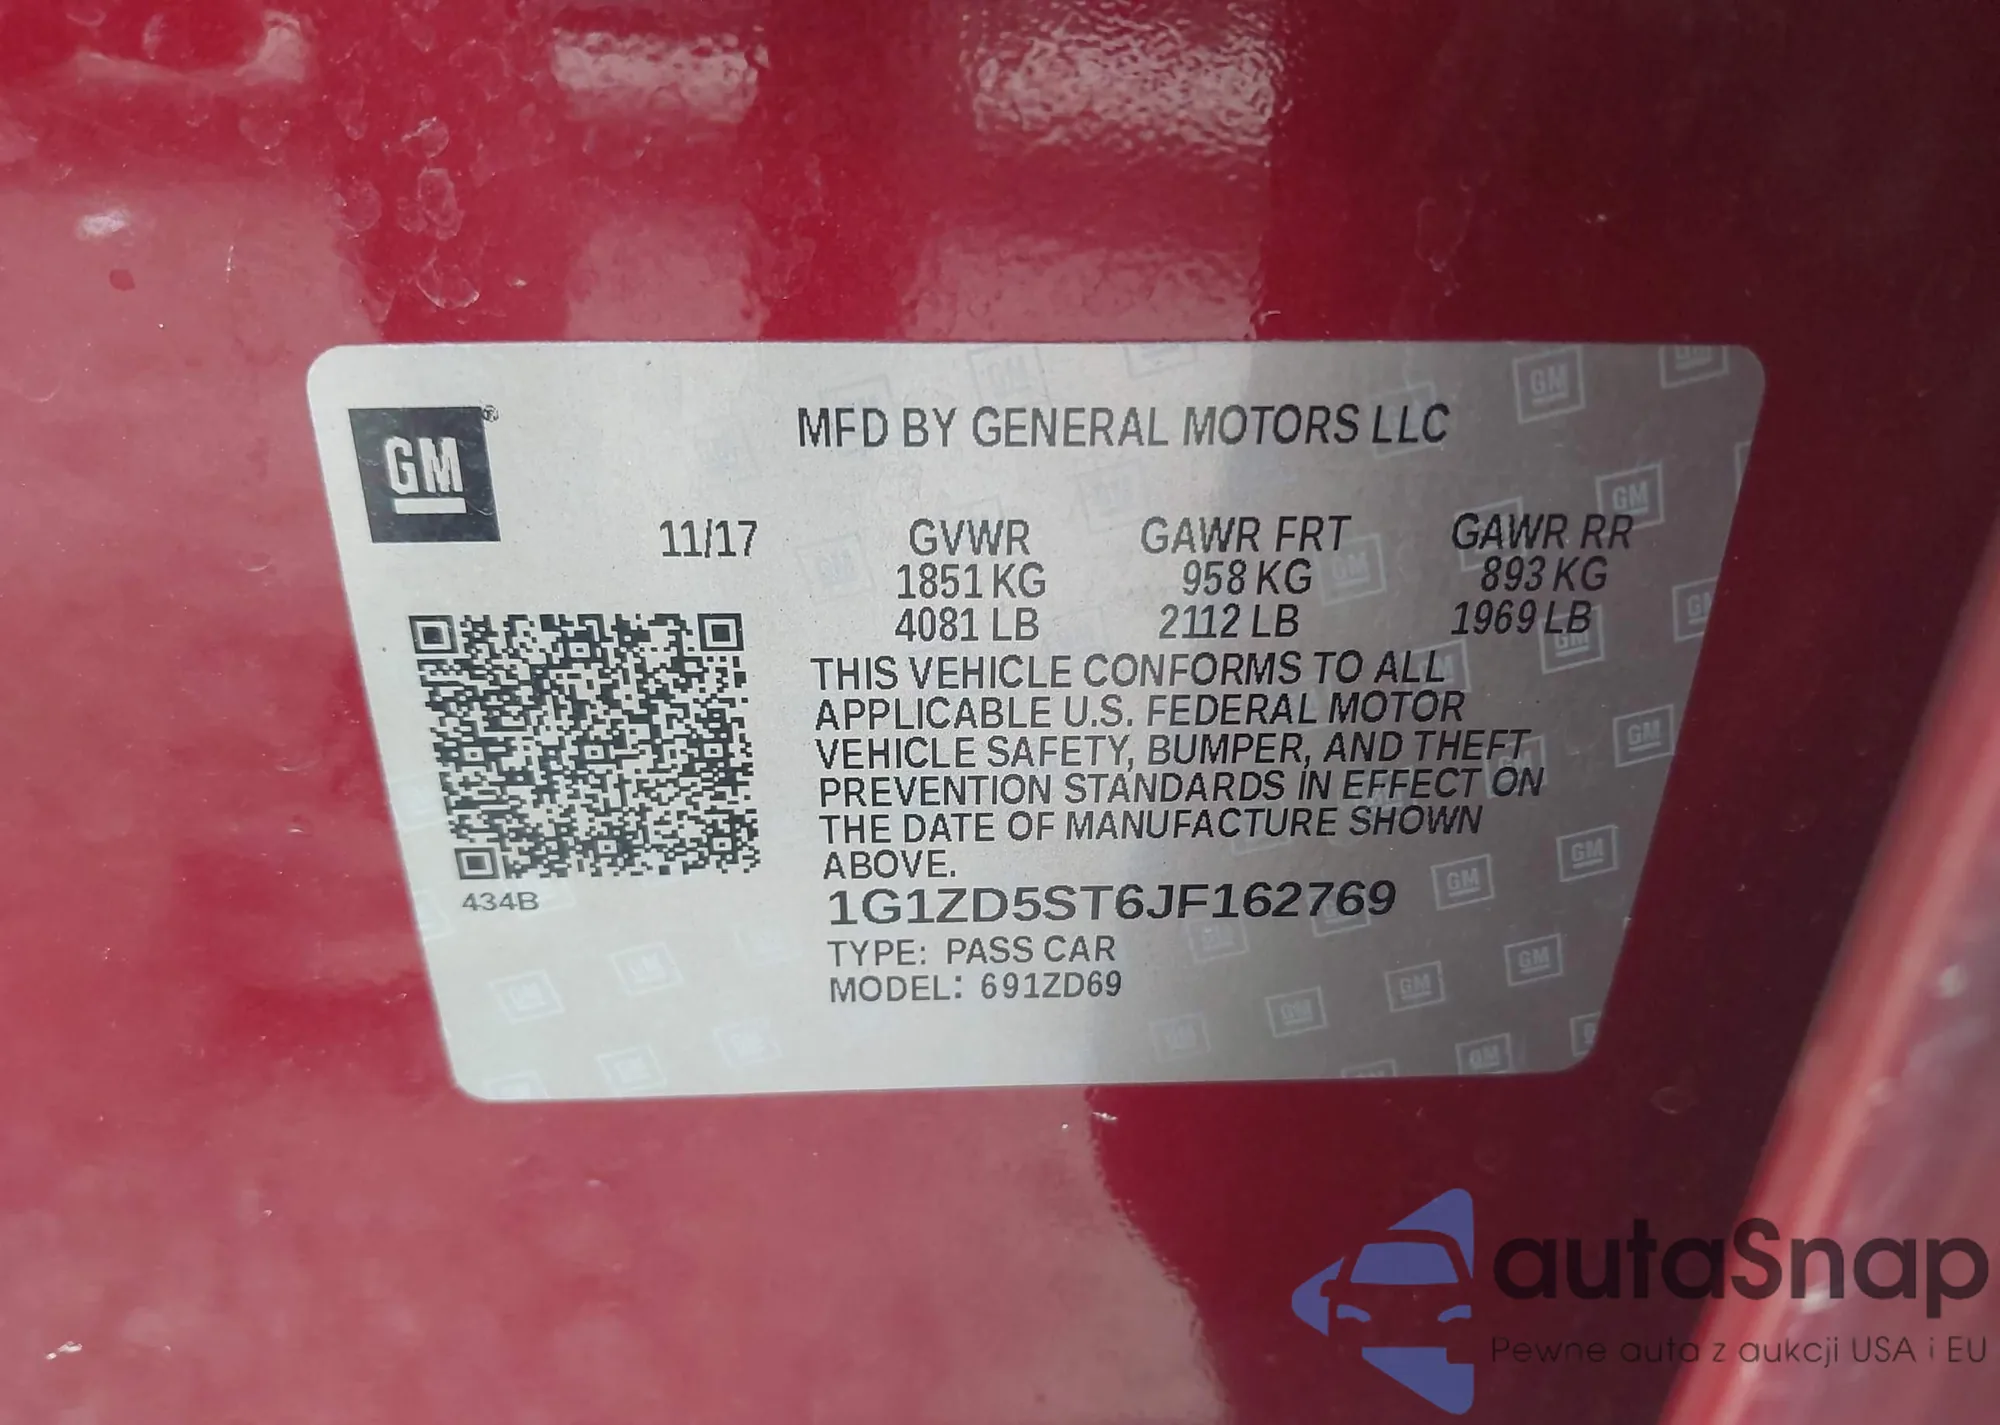 GM
MFD BY GENERAL MOTORS LLC
11/17 GVWR GAWR FRT GAWR RR
1851 KG 958 KG 893 KG
4081 LB 2112 LB 1969 LB
THIS VEHICLE CONFORMS TO ALL
APPLICABLE U.S. FEDERAL MOTOR
VEHICLE SAFETY, BUMPER, AND THEFT
PREVENTION STANDARDS IN EFFECT ON
THE DATE OF MANUFACTURE SHOWN
ABOVE.
434B
1G1ZD5ST6JF162769
TYPE: PASS CAR
MODEL: 691ZD69
autaSnap
Pewne auta z aukcji USA i EU